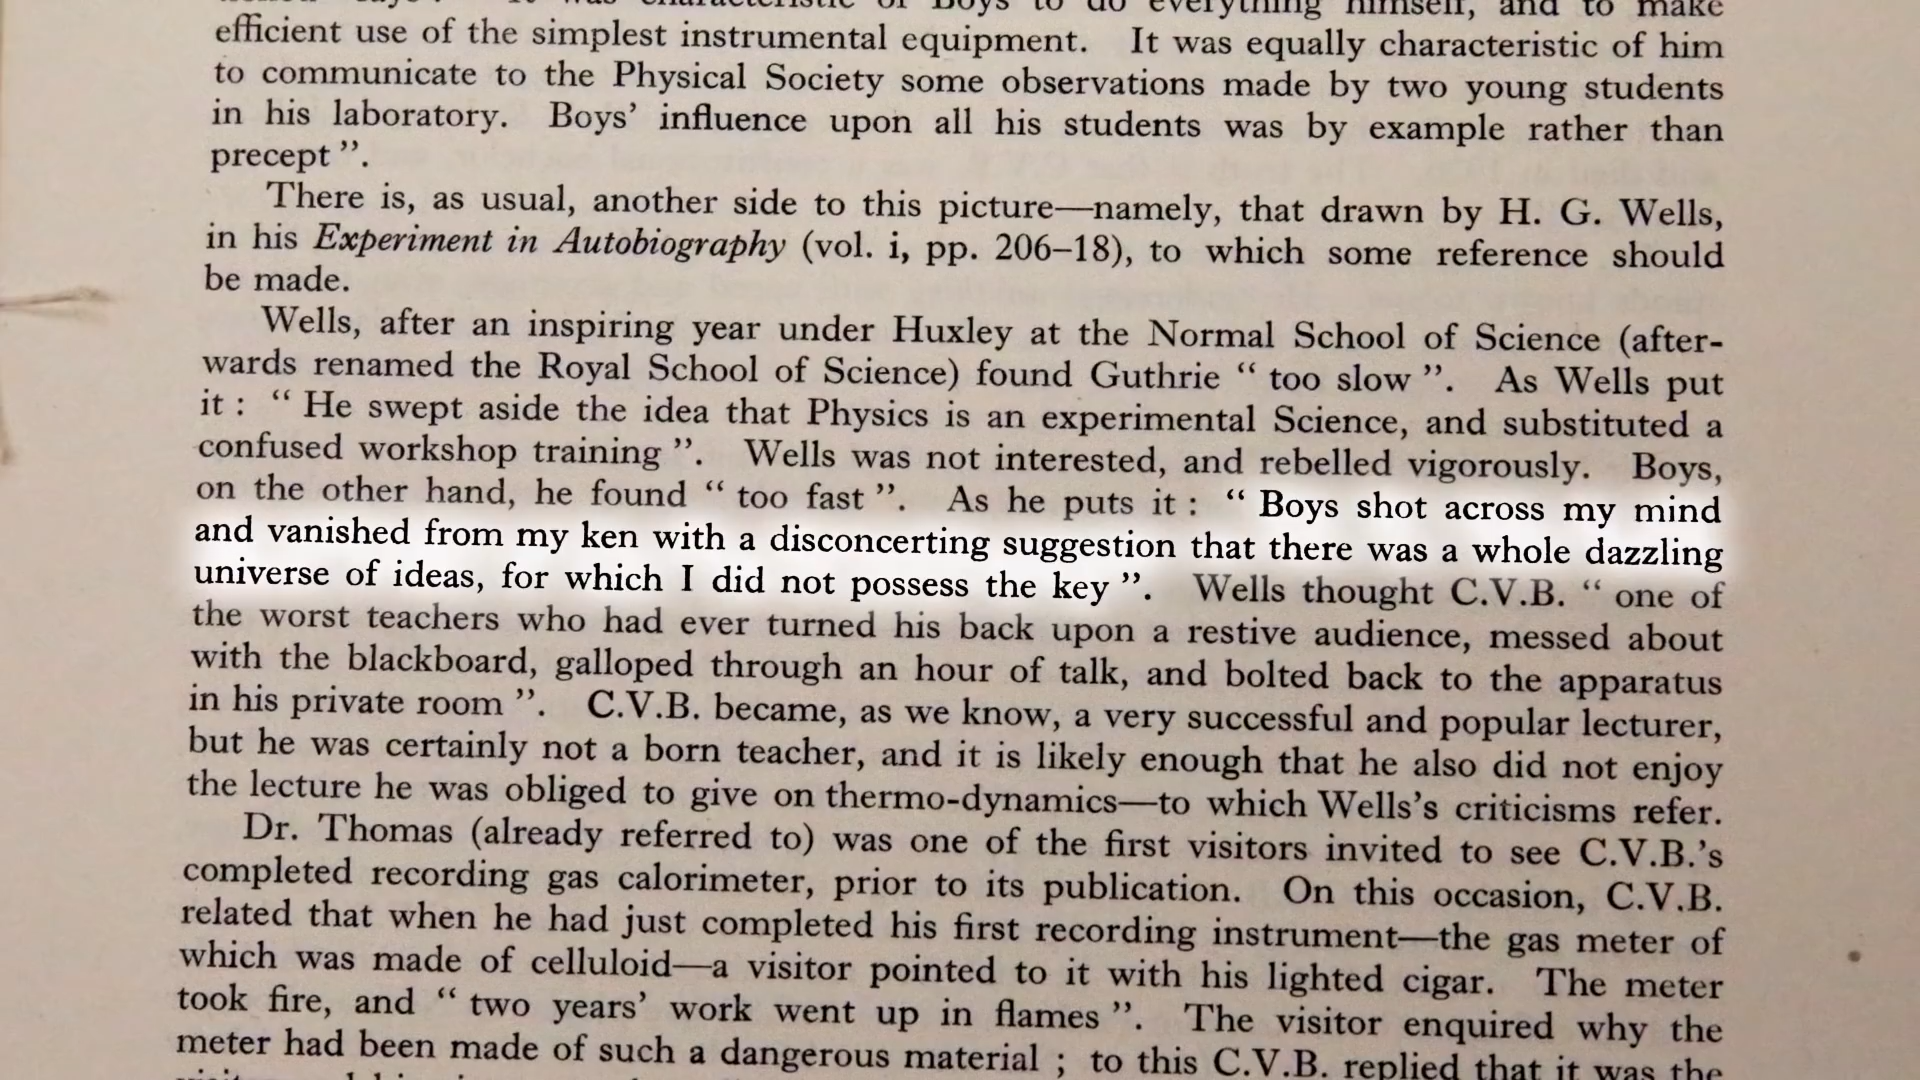 of Boys to do everything himself, and to make
efficient use of the simplest instrumental equipment. It was equally characteristic of him
to communicate to the Physical Society some observations made by two young students
in his laboratory. Boys’ influence upon all his students was by example rather than
precept ”.
There is, as usual, another side to this picture—namely, that drawn by H. G. Wells,
in his Experiment in Autobiography (vol. i, pp. 206–18), to which some reference should
be made.
Wells, after an inspiring year under Huxley at the Normal School of Science (after-
wards renamed the Royal School of Science) found Guthrie “ too slow ”. As Wells put
it : “ He swept aside the idea that Physics is an experimental Science, and substituted a
confused workshop training ”. Wells was not interested, and rebelled vigorously. Boys,
on the other hand, he found “ too fast ”. As he puts it : “ Boys shot across my mind
and vanished from my ken with a disconcerting suggestion that there was a whole dazzling
universe of ideas, for which I did not possess the key ”. Wells thought C.V.B. “ one of
the worst teachers who had ever turned his back upon a restive audience, messed about
with the blackboard, galloped through an hour of talk, and bolted back to the apparatus
in his private room ”. C.V.B. became, as we know, a very successful and popular lecturer,
but he was certainly not a born teacher, and it is likely enough that he also did not enjoy
the lecture he was obliged to give on thermo-dynamics—to which Wells’s criticisms refer.
Dr. Thomas (already referred to) was one of the first visitors invited to see C.V.B.’s
completed recording gas calorimeter, prior to its publication. On this occasion, C.V.B.
related that when he had just completed his first recording instrument—the gas meter of
which was made of celluloid—a visitor pointed to it with his lighted cigar. The meter
took fire, and “ two years’ work went up in flames ”. The visitor enquired why the
meter had been made of such a dangerous material ; to this C.V.B. replied that it was the